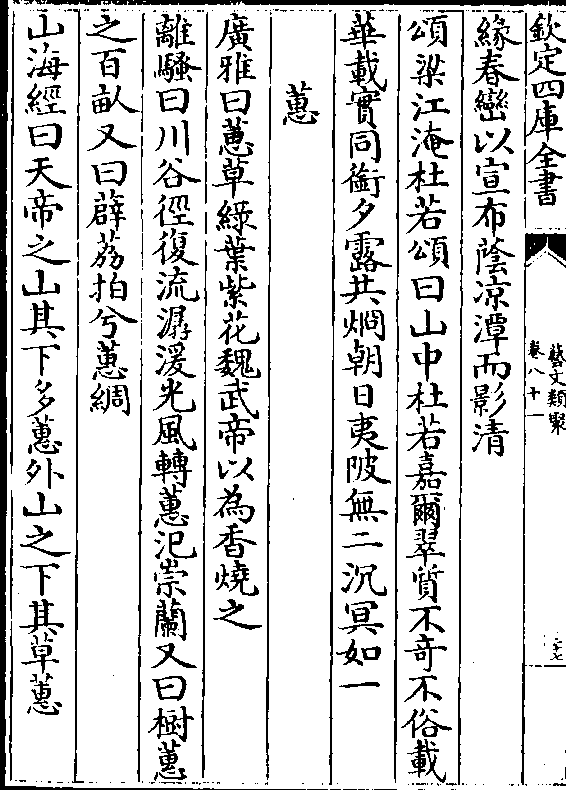 欽定四庫全書
藝文類聚
卷八十一
緣春巒以宣布蔭凉潭而影清
頌梁江淹杜若頌曰山中杜若嘉爾翠質不竒不俗載
華載實同銜夕露共烱朝日夷陂無二沉冥如一
蕙
廣雅曰蕙草綠葉紫花魏武帝以為香燒之
離騷曰川谷徑復流潺湲光風轉蕙汜崇蘭又曰樹蕙
之百畝又曰薜荔拍兮蕙綢
山海經曰天帝之山其下多蕙外山之下其草蕙